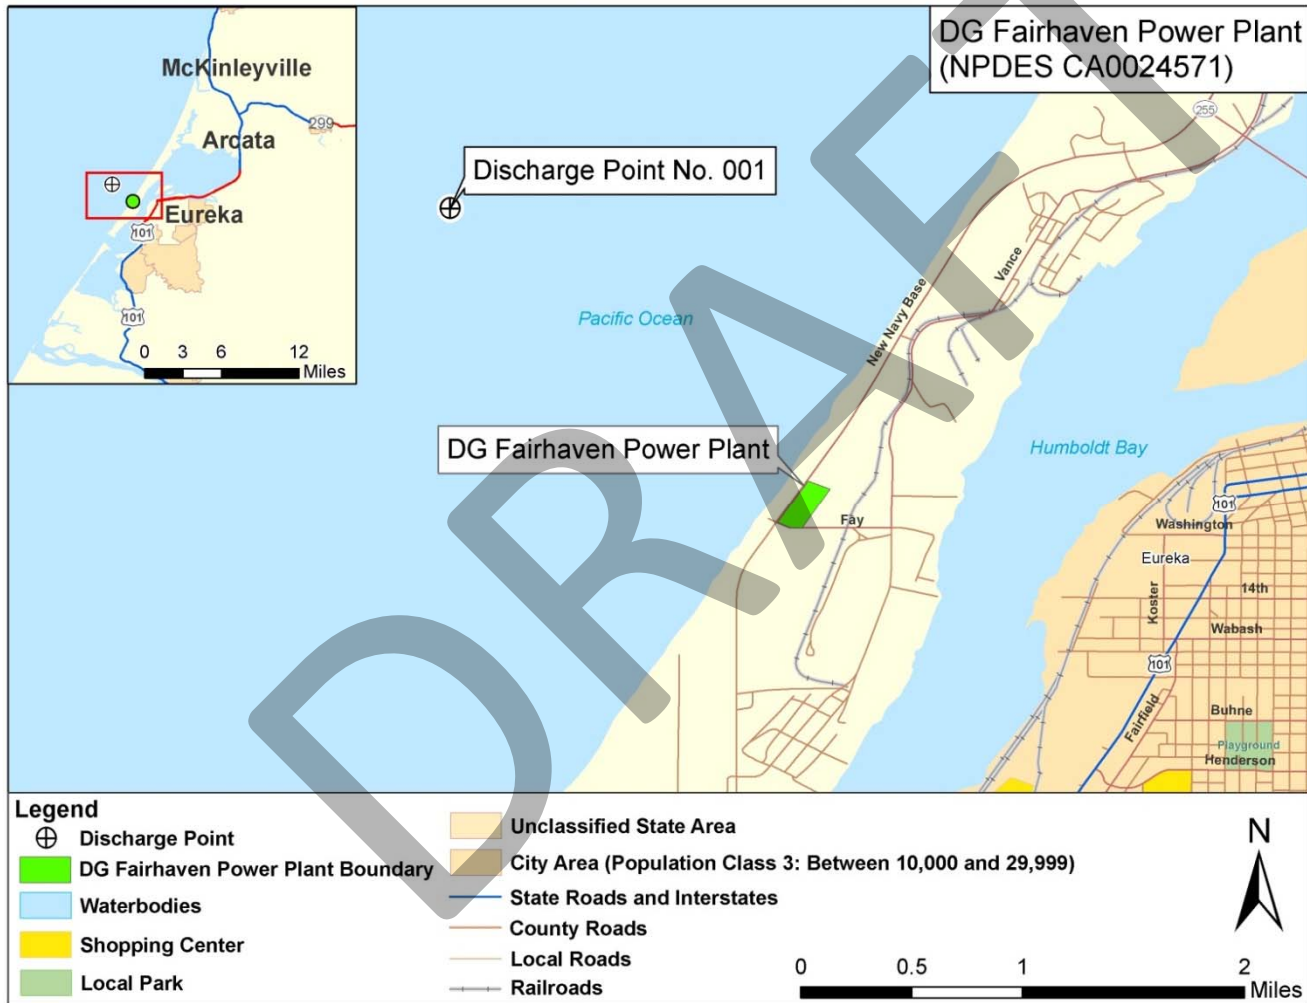 DG Fairhaven Power Plant
(NPDES CA0024571)
McKinleyville
299
Arcata
Eureka
101
101
0 3 6 12
Miles
Discharge Point No. 001
255
Vance
New Navy Base
Pacific Ocean
DG Fairhaven Power Plant
Humboldt Bay
Fay
101
Washington
Eureka
Koster
14th
Wabash
101
Fairfield
Buhne
Playground
Henderson
DRAFT
Legend
Discharge Point
DG Fairhaven Power Plant Boundary
Waterbodies
Shopping Center
Local Park
Unclassified State Area
City Area (Population Class 3: Between 10,000 and 29,999)
State Roads and Interstates
County Roads
Local Roads
Railroads
N
0 0.5 1 2
Miles